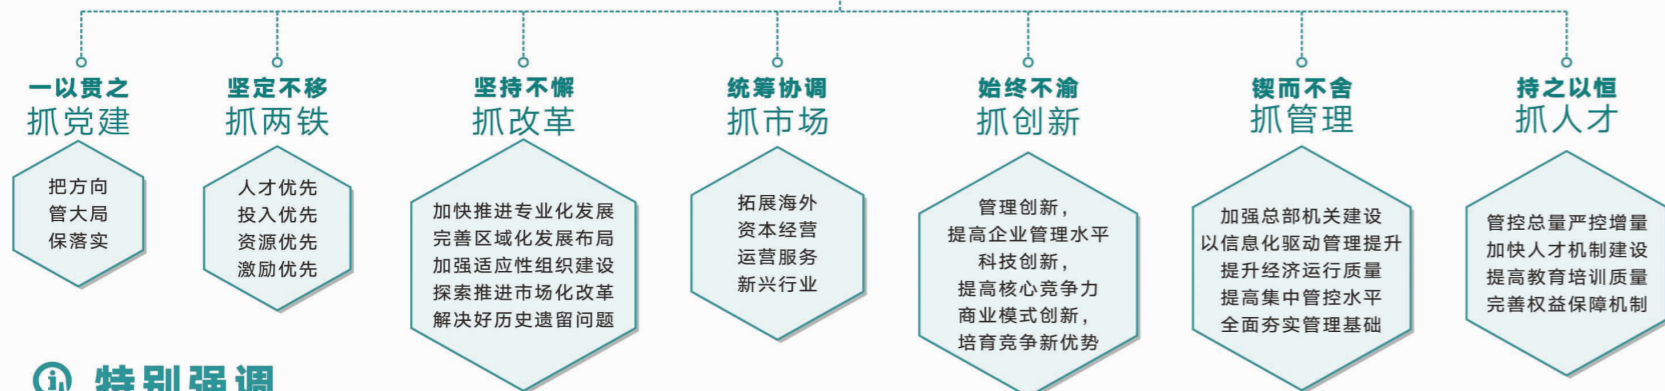 一以贯之
抓党建
把方向
管大局
保落实
坚定不移
抓两铁
人才优先
投入优先
资源优先
激励优先
坚持不懈
抓改革
加快推进专业化发展
完善区域化发展布局
加强适应性组织建设
探索推进市场化改革
解决好历史遗留问题
统筹协调
抓市场
拓展海外
资本经营
运营服务
新兴行业
始终不渝
抓创新
管理创新，
提高企业管理水平
科技创新，
提高核心竞争力
商业模式创新，
培育竞争新优势
锲而不舍
抓管理
加强总部机关建设
以信息化驱动管理提升
提升经济运行质量
提高集中管控水平
全面夯实管理基础
持之以恒
抓人才
管控总量严控增量
加快人才机制建设
提高教育培训质量
完善权益保障机制
特别强调